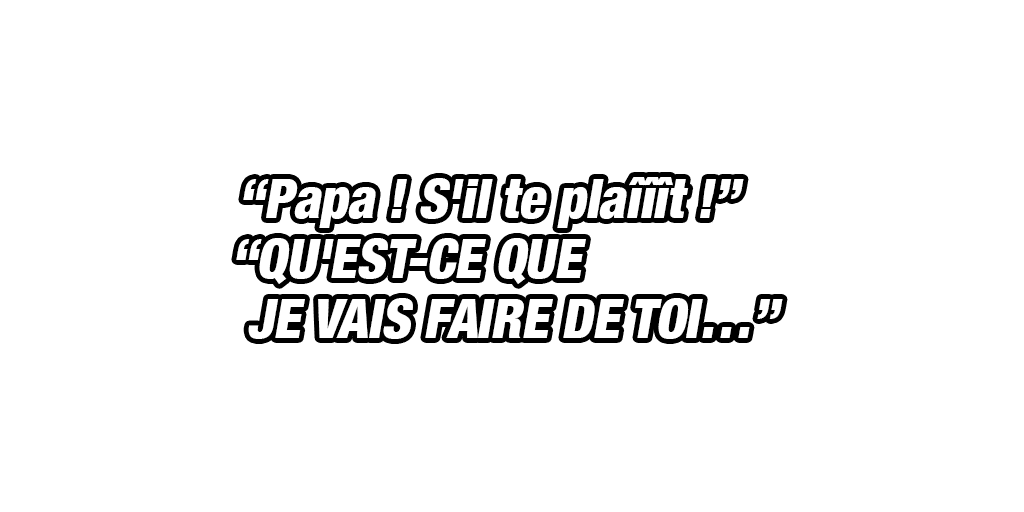 “Papa ! S'il te plaîîît !”
“QU'EST-CE QUE
JE VAIS FAIRE DE TOI...”